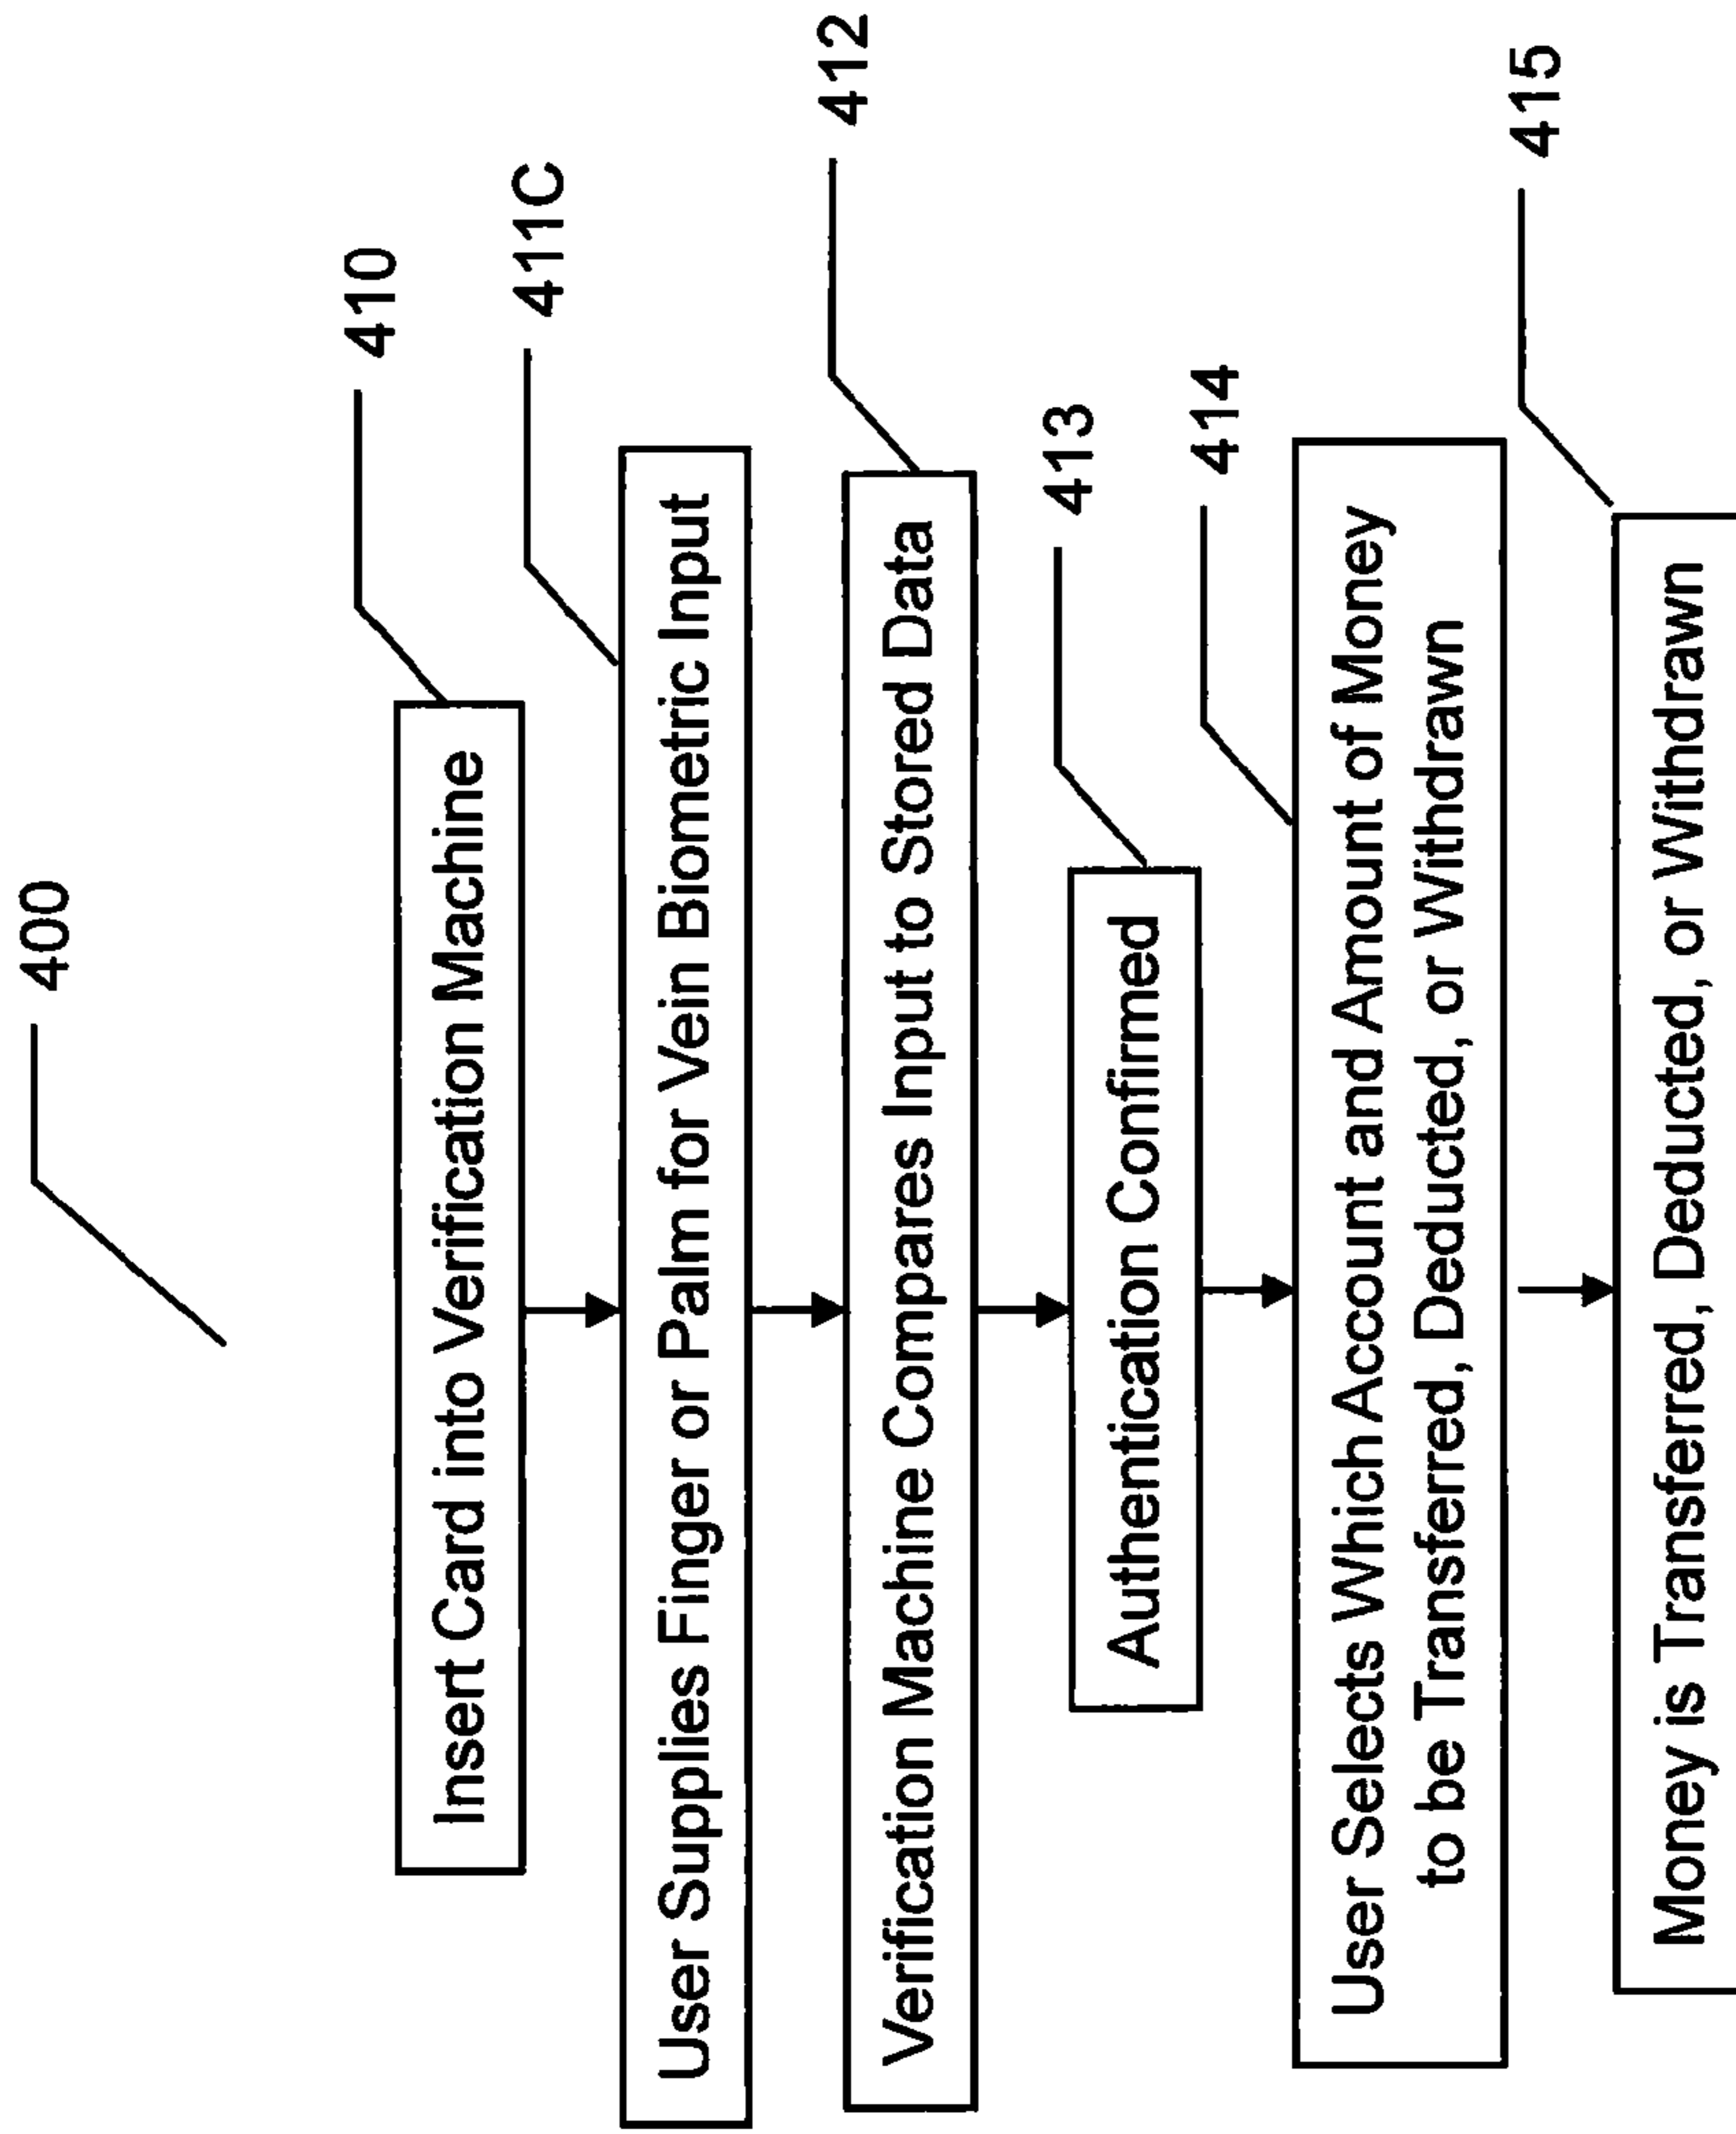 400
410
Insert Card into Verification Machine
411C
User Supplies Finger or Palm for Vein Biometric Input
412
Verification Machine Compares Input to Stored Data
413
Authentication Confirmed
414
User Selects Which Account and Amount of Money
to be Transferred, Deducted, or Withdrawn
415
Money is Transferred, Deducted, or Withdrawn